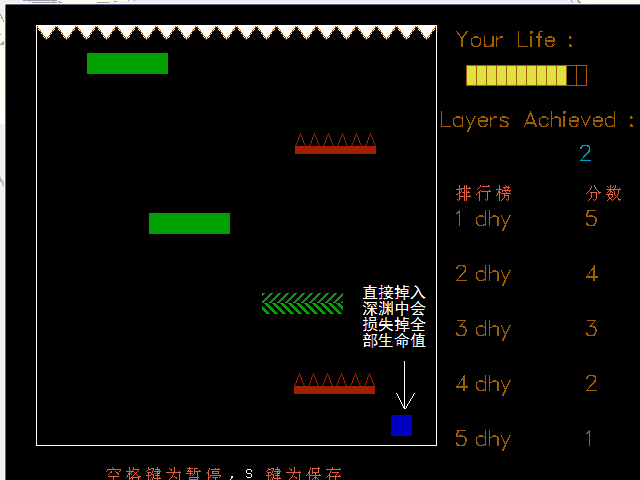 Your Life :
Layers Achieved :
2
排行榜 分数
1 dhy 5
2 dhy 4
3 dhy 3
4 dhy 2
5 dhy 1
直接掉入
深渊中会
损失掉全
部生命值
空格键为暂停，S 键为保存